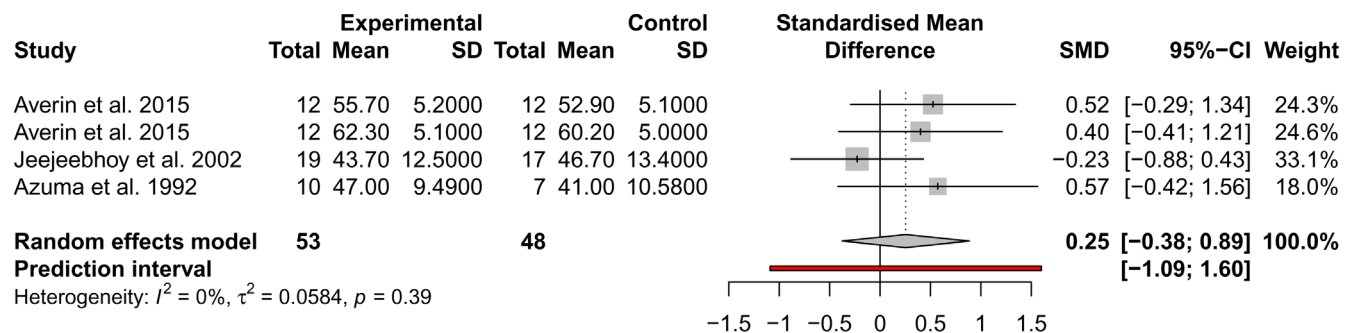 Experimental Control Standardised Mean
Study Total Mean SD Total Mean SD Difference SMD 95%−CI Weight
Averin et al. 2015 12 55.70 5.2000 12 52.90 5.1000 0.52 [−0.29; 1.34] 24.3%
Averin et al. 2015 12 62.30 5.1000 12 60.20 5.0000 0.40 [−0.41; 1.21] 24.6%
Jeejeebhoy et al. 2002 19 43.70 12.5000 17 46.70 13.4000 −0.23 [−0.88; 0.43] 33.1%
Azuma et al. 1992 10 47.00 9.4900 7 41.00 10.5800 0.57 [−0.42; 1.56] 18.0%
Random effects model 53 48 0.25 [−0.38; 0.89] 100.0%
Prediction interval [−1.09; 1.60]
Heterogeneity: I² = 0%, τ² = 0.0584, p = 0.39
−1.5 −1 −0.5 0 0.5 1 1.5